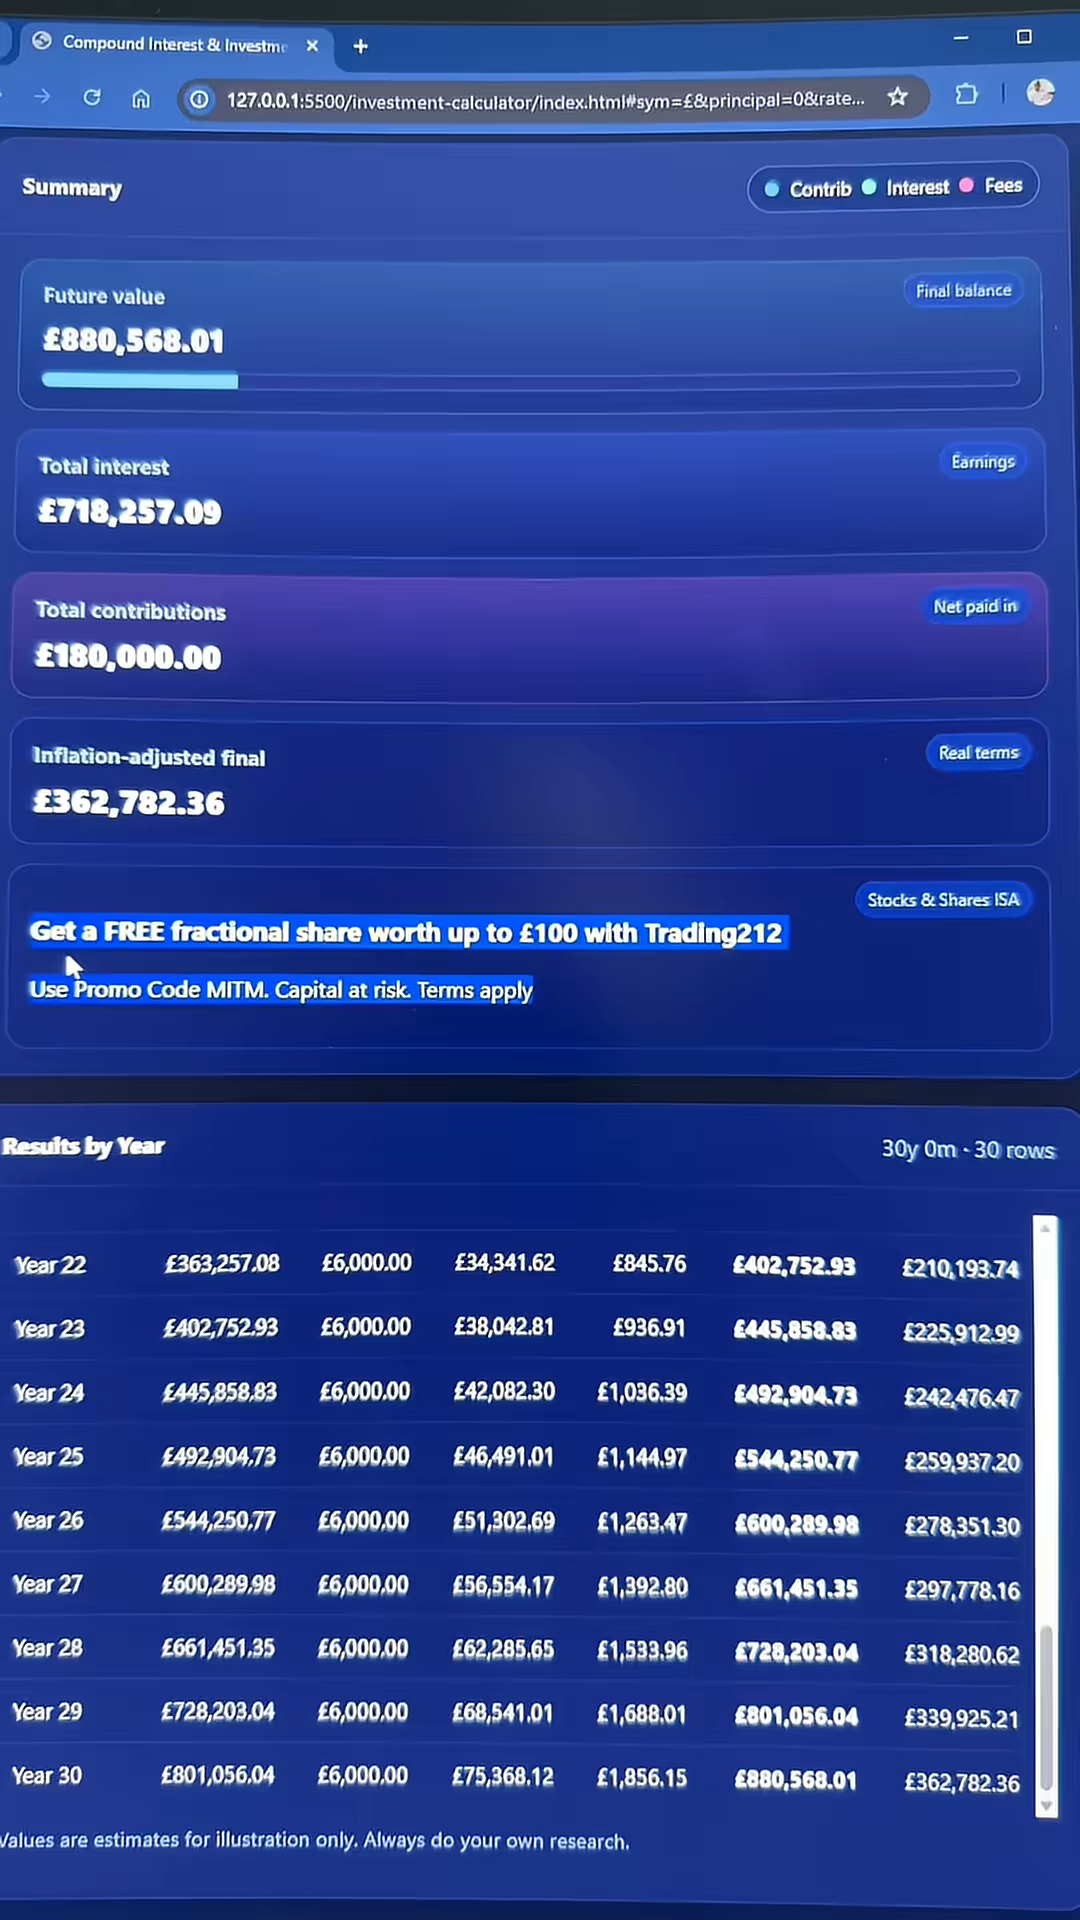 Compound Interest & Investme
127.0.0.1:5500/investment-calculator/index.html#sym=£&principal=0&rate...
Summary
Contrib Interest Fees
Future value
Final balance
£880,568.01
Total interest
Earnings
£718,257.09
Total contributions
Net paid in
£180,000.00
Inflation-adjusted final
Real terms
£362,782.36
Stocks & Shares ISA
Get a FREE fractional share worth up to £100 with Trading212
Use Promo Code MITM. Capital at risk. Terms apply
Results by Year
30y 0m · 30 rows
Year 22 £363,257.08 £6,000.00 £34,341.62 £845.76 £402,752.93 £210,193.74
Year 23 £402,752.93 £6,000.00 £38,042.81 £936.91 £445,858.83 £225,912.99
Year 24 £445,858.83 £6,000.00 £42,082.30 £1,036.39 £492,904.73 £242,476.47
Year 25 £492,904.73 £6,000.00 £46,491.01 £1,144.97 £544,250.77 £259,937.20
Year 26 £544,250.77 £6,000.00 £51,302.69 £1,263.47 £600,289.98 £278,351.30
Year 27 £600,289.98 £6,000.00 £56,554.17 £1,392.80 £661,451.35 £297,778.16
Year 28 £661,451.35 £6,000.00 £62,285.65 £1,533.96 £728,203.04 £318,280.62
Year 29 £728,203.04 £6,000.00 £68,541.01 £1,688.01 £801,056.04 £339,925.21
Year 30 £801,056.04 £6,000.00 £75,368.12 £1,856.15 £880,568.01 £362,782.36
Values are estimates for illustration only. Always do your own research.